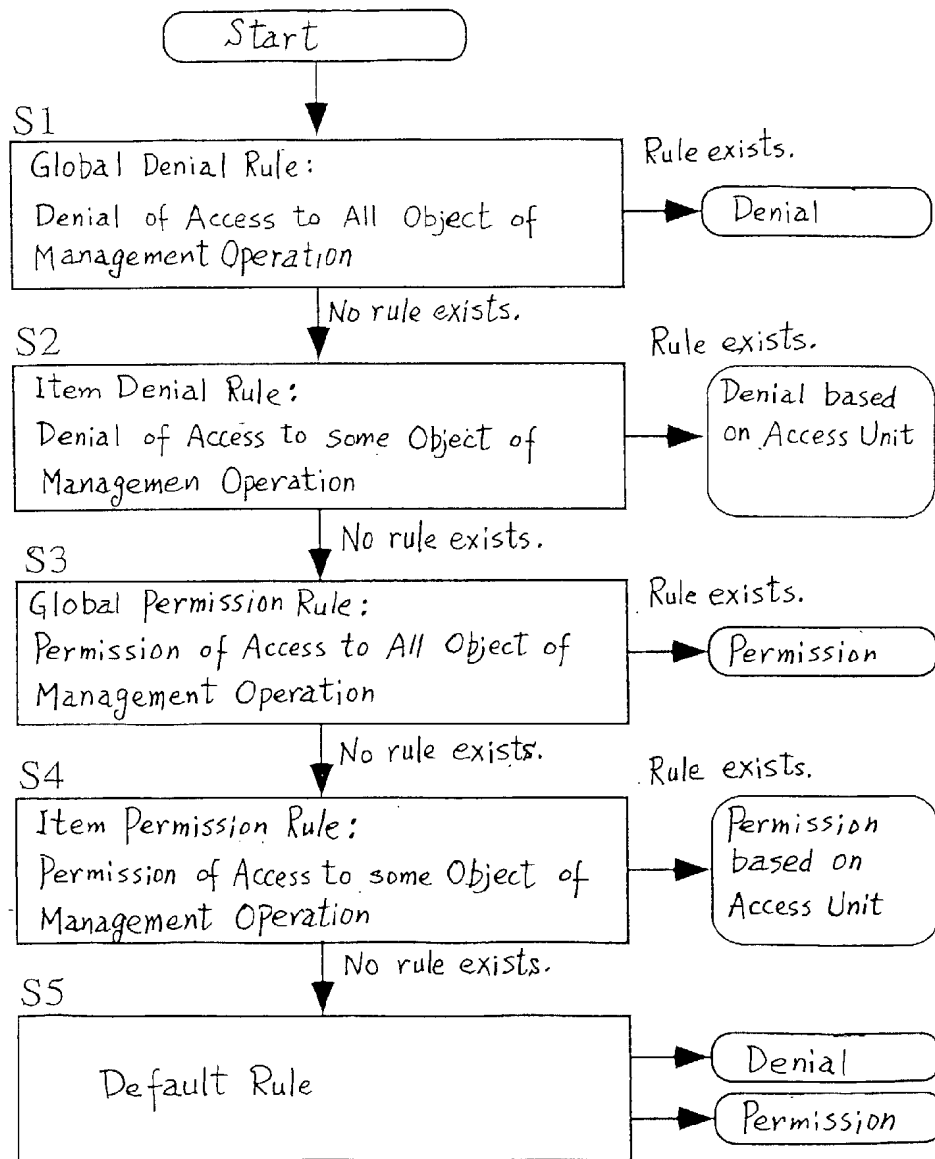 Start
S1
Global Denial Rule:
Denial of Access to All Object of
Management Operation
Rule exists.
Denial
No rule exists.
S2
Item Denial Rule:
Denial of Access to some Object of
Managemen Operation
Rule exists.
Denial based
on Access Unit
No rule exists.
S3
Global Permission Rule:
Permission of Access to All Object of
Management Operation
Rule exists.
Permission
No rule exists.
S4
Item Permission Rule:
Permission of Access to some Object of
Management Operation
Rule exists.
Permission
based on
Access Unit
No rule exists.
S5
Default Rule
Denial
Permission